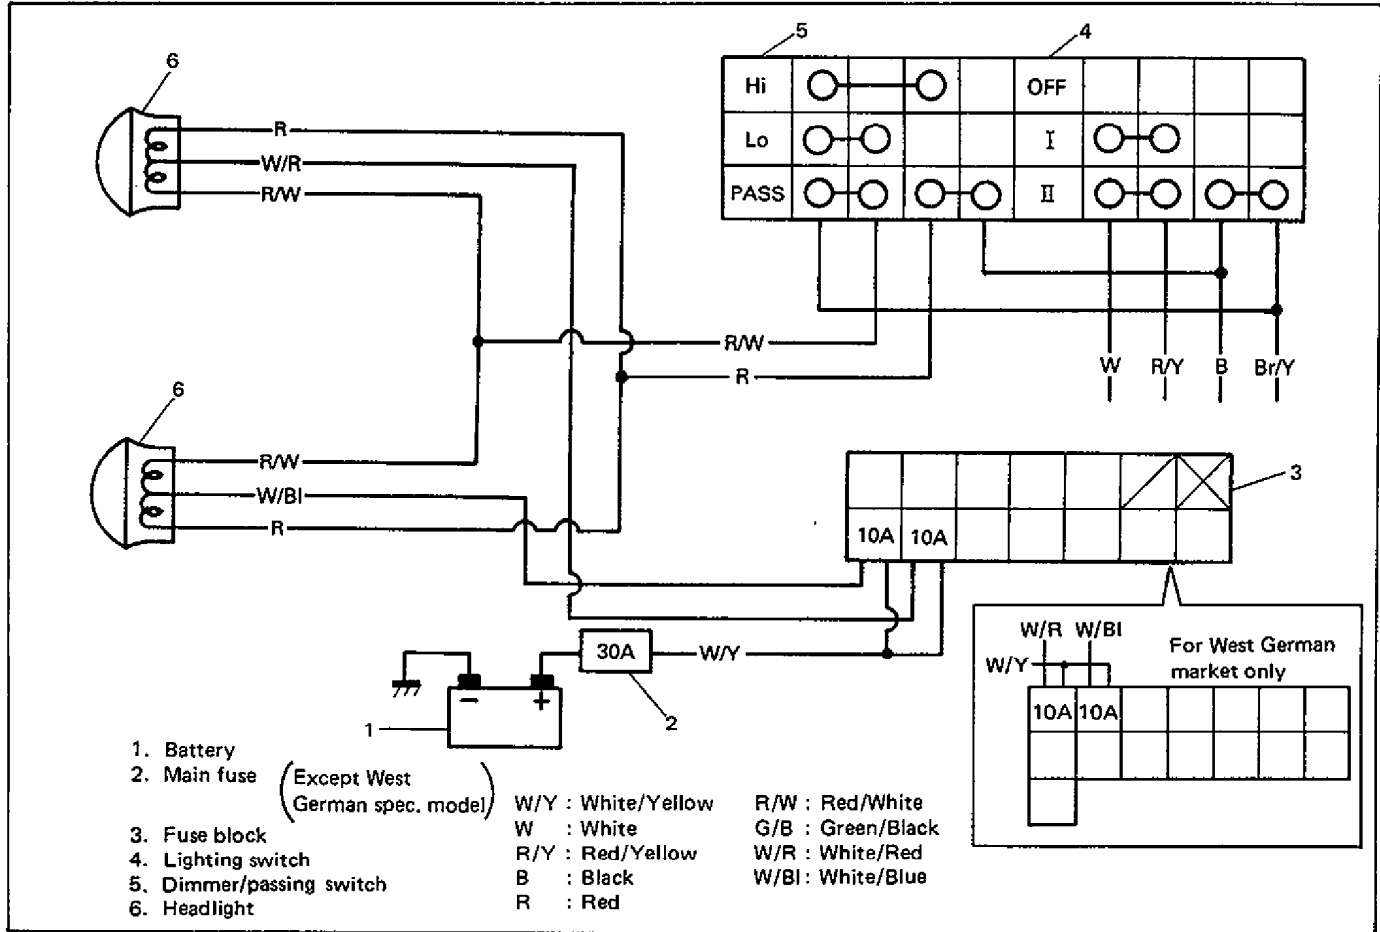 5
4
6
Hi
OFF
Lo
I
PASS
II
R
W/R
R/W
R/W
R
W
R/Y
B
Br/Y
6
R/W
W/Bl
R
3
10A
10A
30A
W/Y
1
2
W/R W/Bl
W/Y
For West German
market only
10A
10A
1. Battery
2. Main fuse (Except West
German spec. model)
3. Fuse block
4. Lighting switch
5. Dimmer/passing switch
6. Headlight
W/Y : White/Yellow
W : White
R/Y : Red/Yellow
B : Black
R : Red
R/W : Red/White
G/B : Green/Black
W/R : White/Red
W/Bl : White/Blue